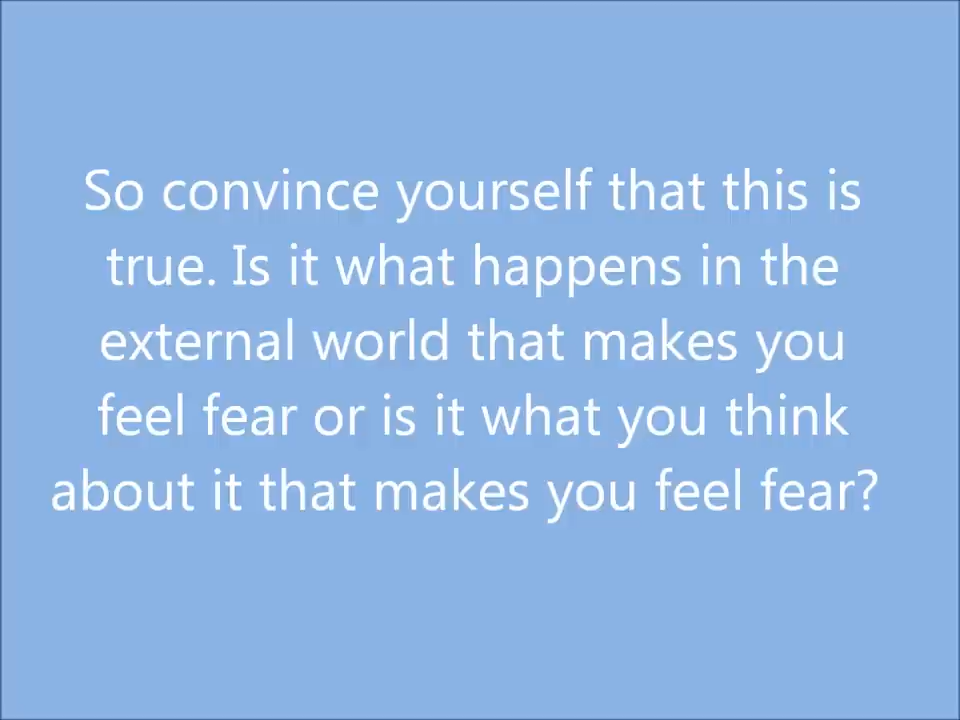 So convince yourself that this is
true. Is it what happens in the
external world that makes you
feel fear or is it what you think
about it that makes you feel fear?